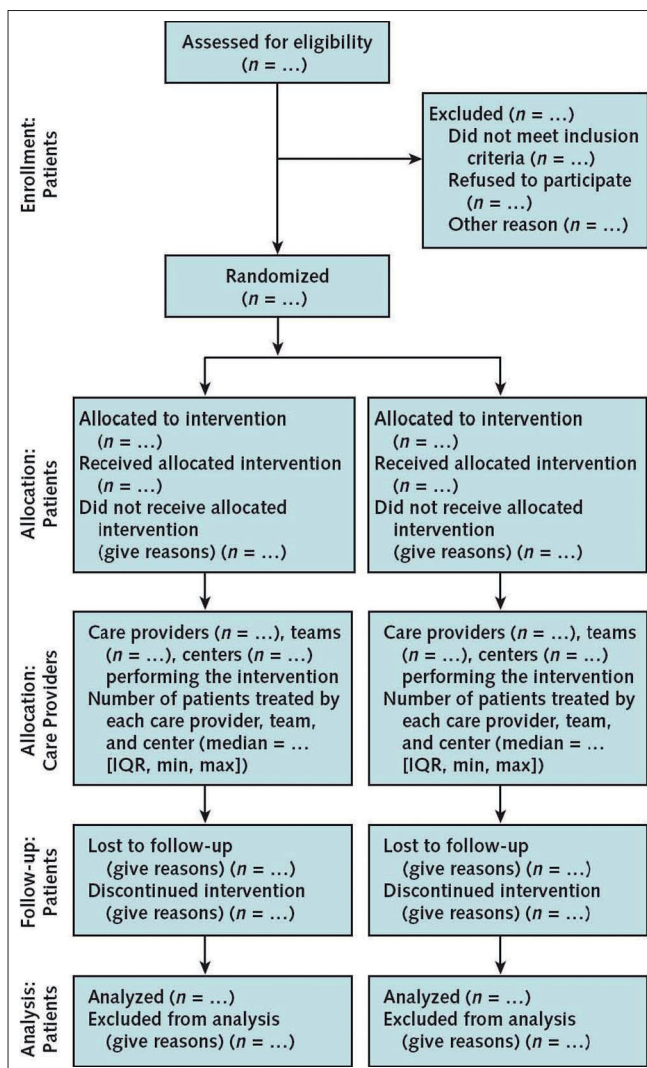 Assessed for eligibility
(n = ...)
Enrollment:
Patients
Excluded (n = ...)
Did not meet inclusion
criteria (n = ...)
Refused to participate
(n = ...)
Other reason (n = ...)
Randomized
(n = ...)
Allocation:
Patients
Allocated to intervention
(n = ...)
Received allocated intervention
(n = ...)
Did not receive allocated
intervention
(give reasons) (n = ...)
Allocated to intervention
(n = ...)
Received allocated intervention
(n = ...)
Did not receive allocated
intervention
(give reasons) (n = ...)
Allocation:
Care Providers
Care providers (n = ...), teams
(n = ...), centers (n = ...)
performing the intervention
Number of patients treated by
each care provider, team,
and center (median = ...
[IQR, min, max])
Care providers (n = ...), teams
(n = ...), centers (n = ...)
performing the intervention
Number of patients treated by
each care provider, team,
and center (median = ...
[IQR, min, max])
Follow-up:
Patients
Lost to follow-up
(give reasons) (n = ...)
Discontinued intervention
(give reasons) (n = ...)
Lost to follow-up
(give reasons) (n = ...)
Discontinued intervention
(give reasons) (n = ...)
Analysis:
Patients
Analyzed (n = ...)
Excluded from analysis
(give reasons) (n = ...)
Analyzed (n = ...)
Excluded from analysis
(give reasons) (n = ...)